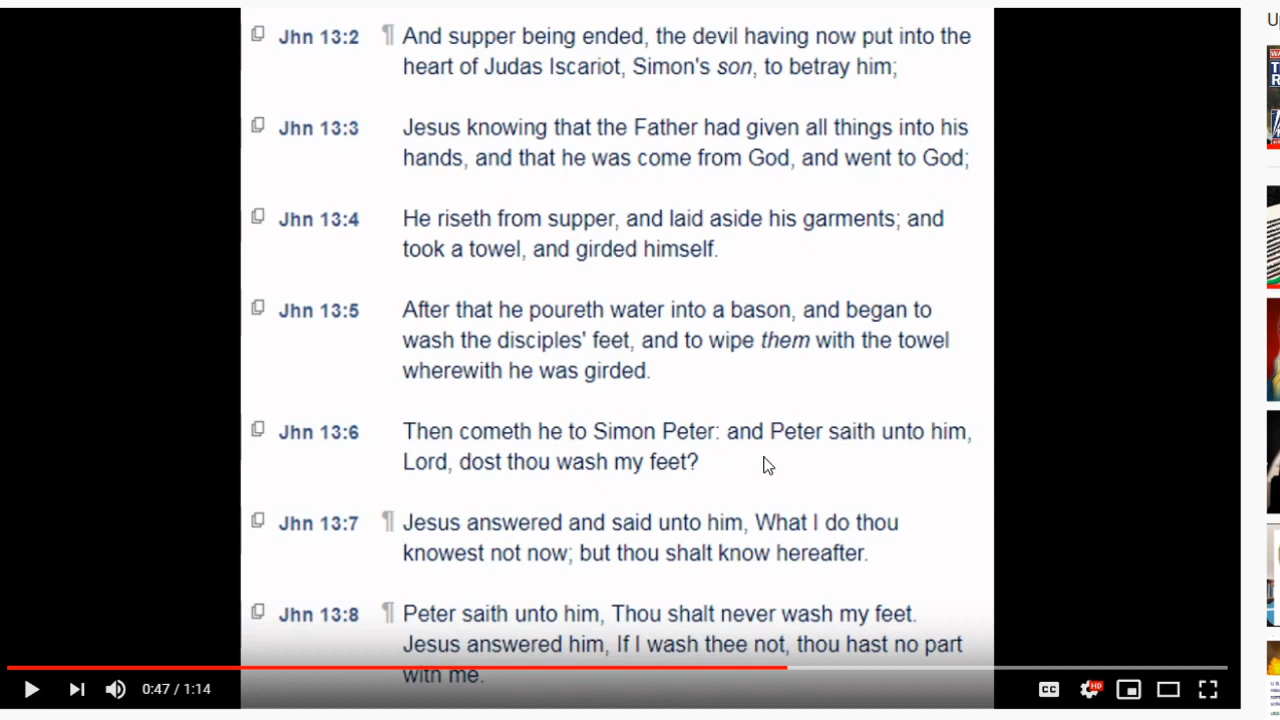 Jhn 13:2 ¶ And supper being ended, the devil having now put into the
heart of Judas Iscariot, Simon's son, to betray him;
Jhn 13:3 Jesus knowing that the Father had given all things into his
hands, and that he was come from God, and went to God;
Jhn 13:4 He riseth from supper, and laid aside his garments; and
took a towel, and girded himself.
Jhn 13:5 After that he poureth water into a bason, and began to
wash the disciples' feet, and to wipe them with the towel
wherewith he was girded.
Jhn 13:6 Then cometh he to Simon Peter: and Peter saith unto him,
Lord, dost thou wash my feet?
Jhn 13:7 ¶ Jesus answered and said unto him, What I do thou
knowest not now; but thou shalt know hereafter.
Jhn 13:8 ¶ Peter saith unto him, Thou shalt never wash my feet.
Jesus answered him, If I wash thee not, thou hast no part
with me.
0:47 / 1:14
CC
HD